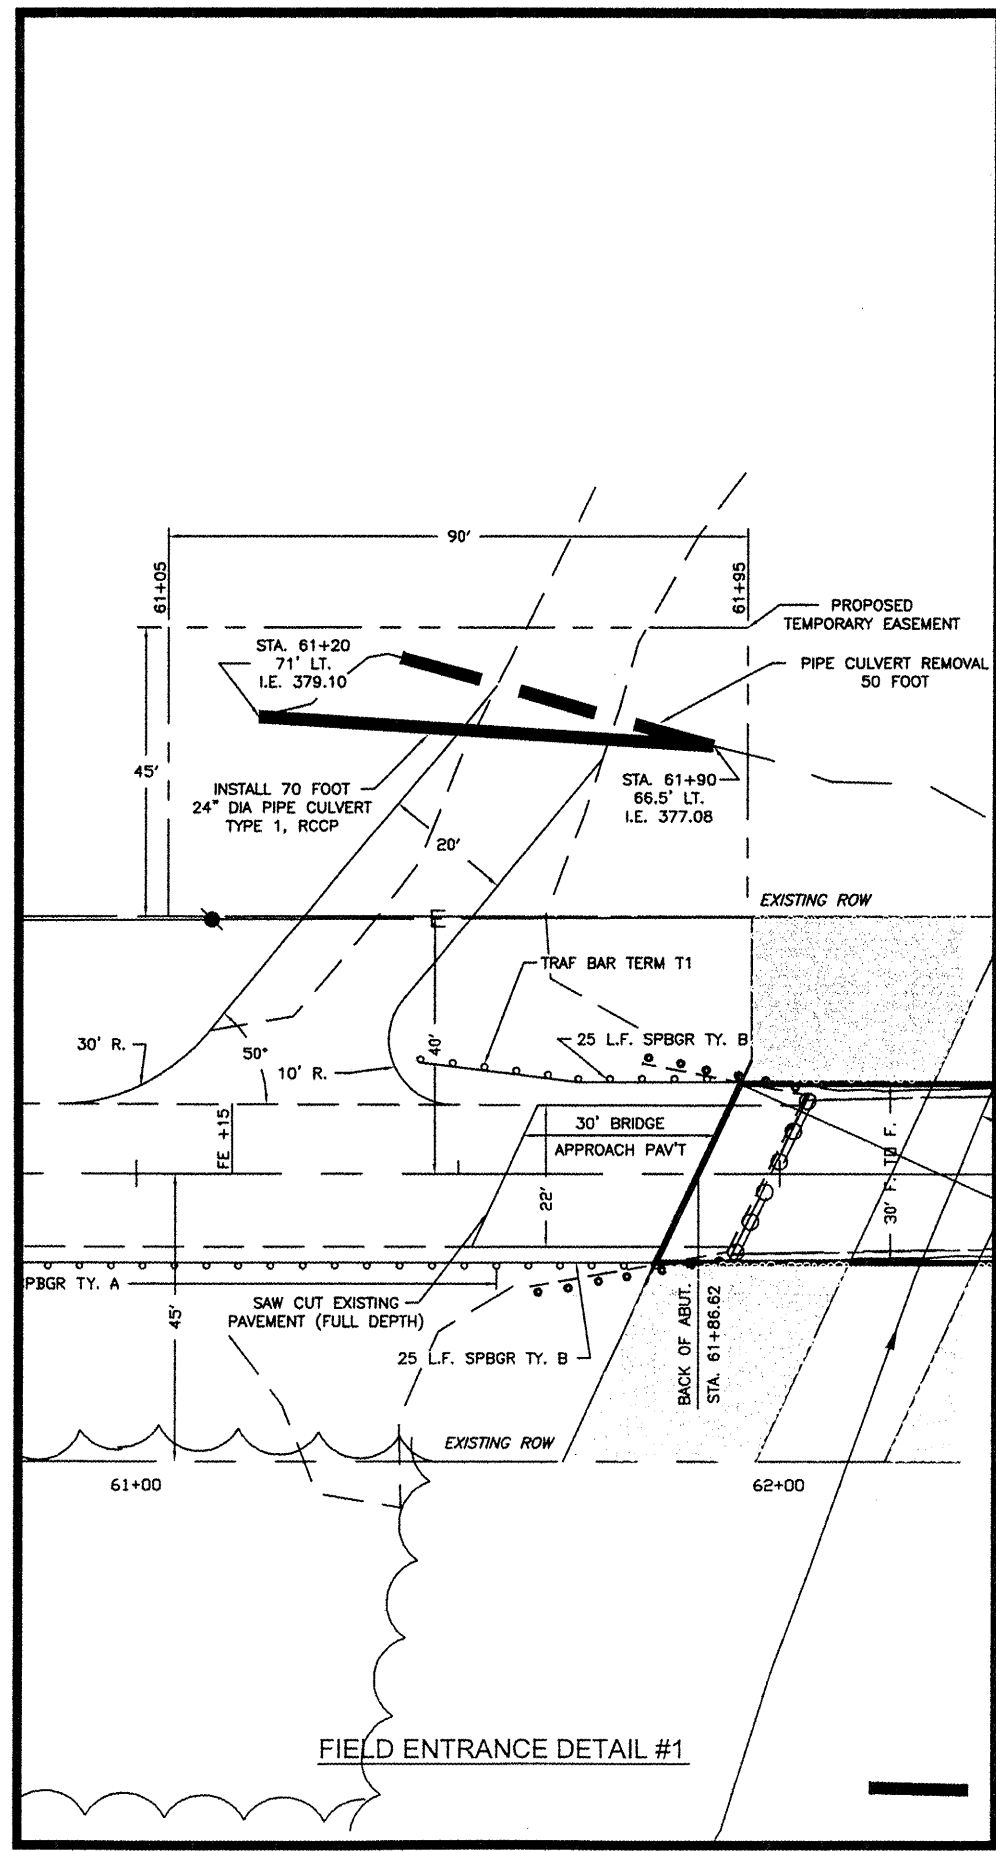 90'
61+05
61+95
PROPOSED
TEMPORARY EASEMENT
STA. 61+20
71' LT.
I.E. 379.10
PIPE CULVERT REMOVAL
50 FOOT
45'
INSTALL 70 FOOT
24" DIA PIPE CULVERT
TYPE 1, RCCP
STA. 61+90
66.5' LT.
I.E. 377.08
20'
EXISTING ROW
TRAF BAR TERM T1
30' R.
50°
10' R.
40'
25 L.F. SPBGR TY. B
FE +15
30' BRIDGE
APPROACH PAV'T
22'
30' F. TO F.
PBGR TY. A
45'
SAW CUT EXISTING
PAVEMENT (FULL DEPTH)
25 L.F. SPBGR TY. B
BACK OF ABUT.
STA. 61+86.62
EXISTING ROW
61+00
62+00
FIELD ENTRANCE DETAIL #1